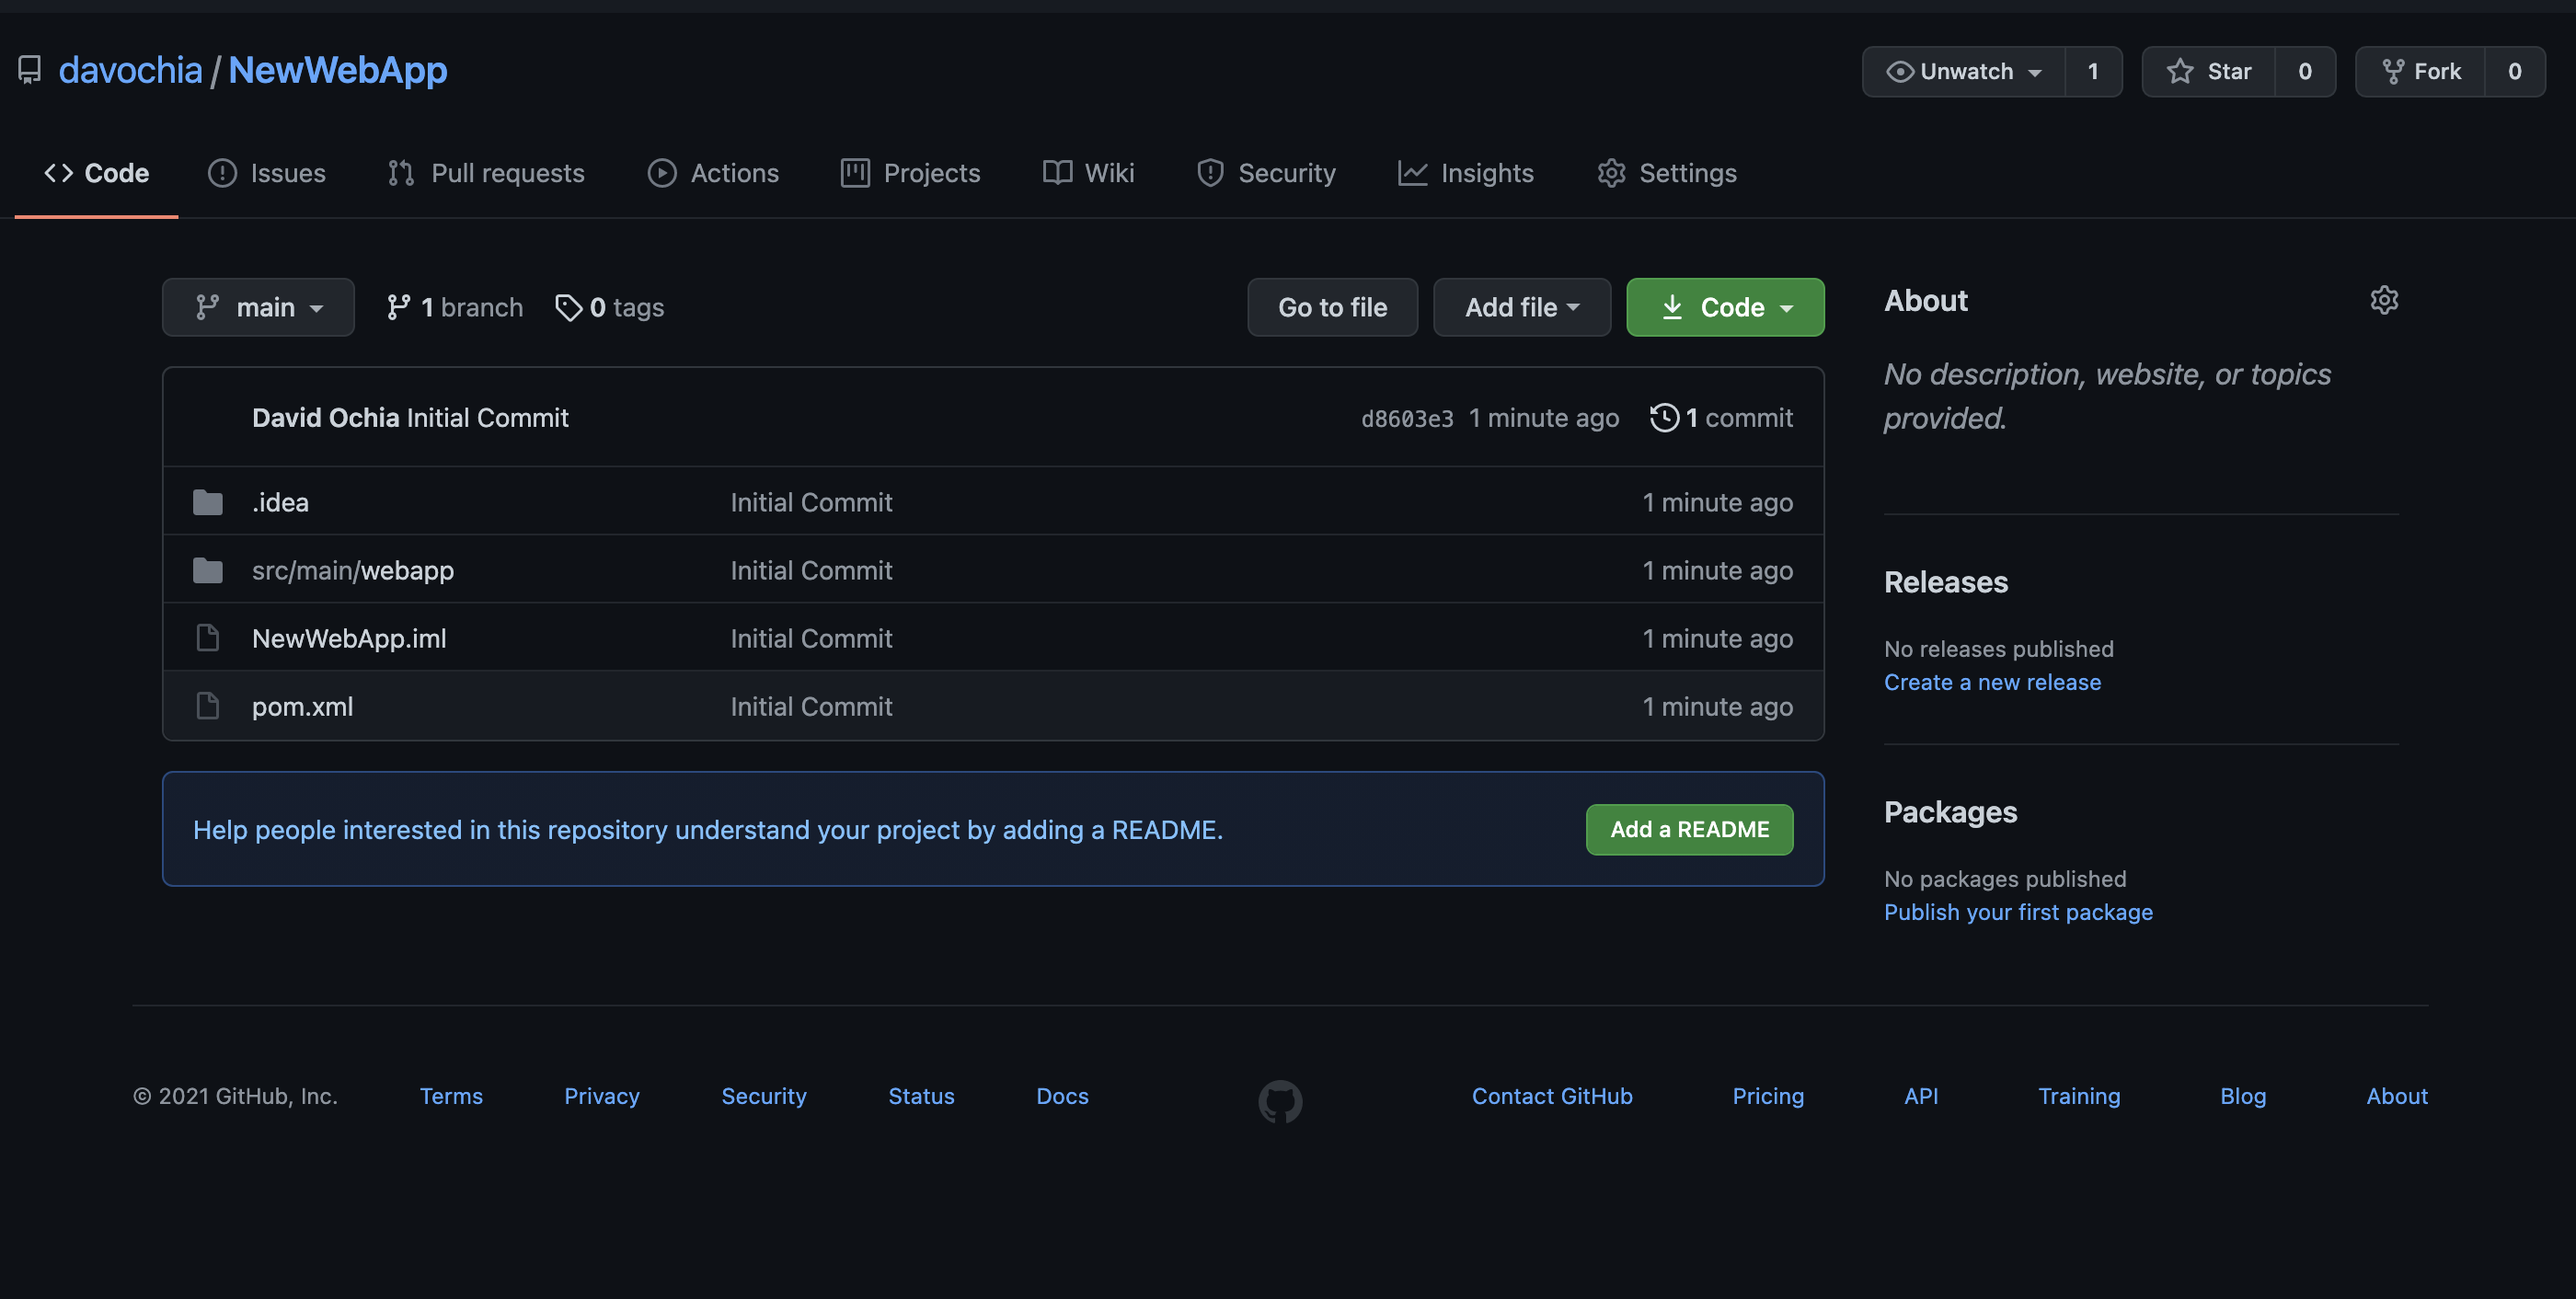 davochia / NewWebApp
Unwatch 1 Star 0 Fork 0
Code Issues Pull requests Actions Projects Wiki Security Insights Settings
main 1 branch 0 tags Go to file Add file Code
David Ochia Initial Commit d8603e3 1 minute ago 1 commit
.idea Initial Commit 1 minute ago
src/main/webapp Initial Commit 1 minute ago
NewWebApp.iml Initial Commit 1 minute ago
pom.xml Initial Commit 1 minute ago
Help people interested in this repository understand your project by adding a README. Add a README
About
No description, website, or topics
provided.
Releases
No releases published
Create a new release
Packages
No packages published
Publish your first package
© 2021 GitHub, Inc. Terms Privacy Security Status Docs Contact GitHub Pricing API Training Blog About